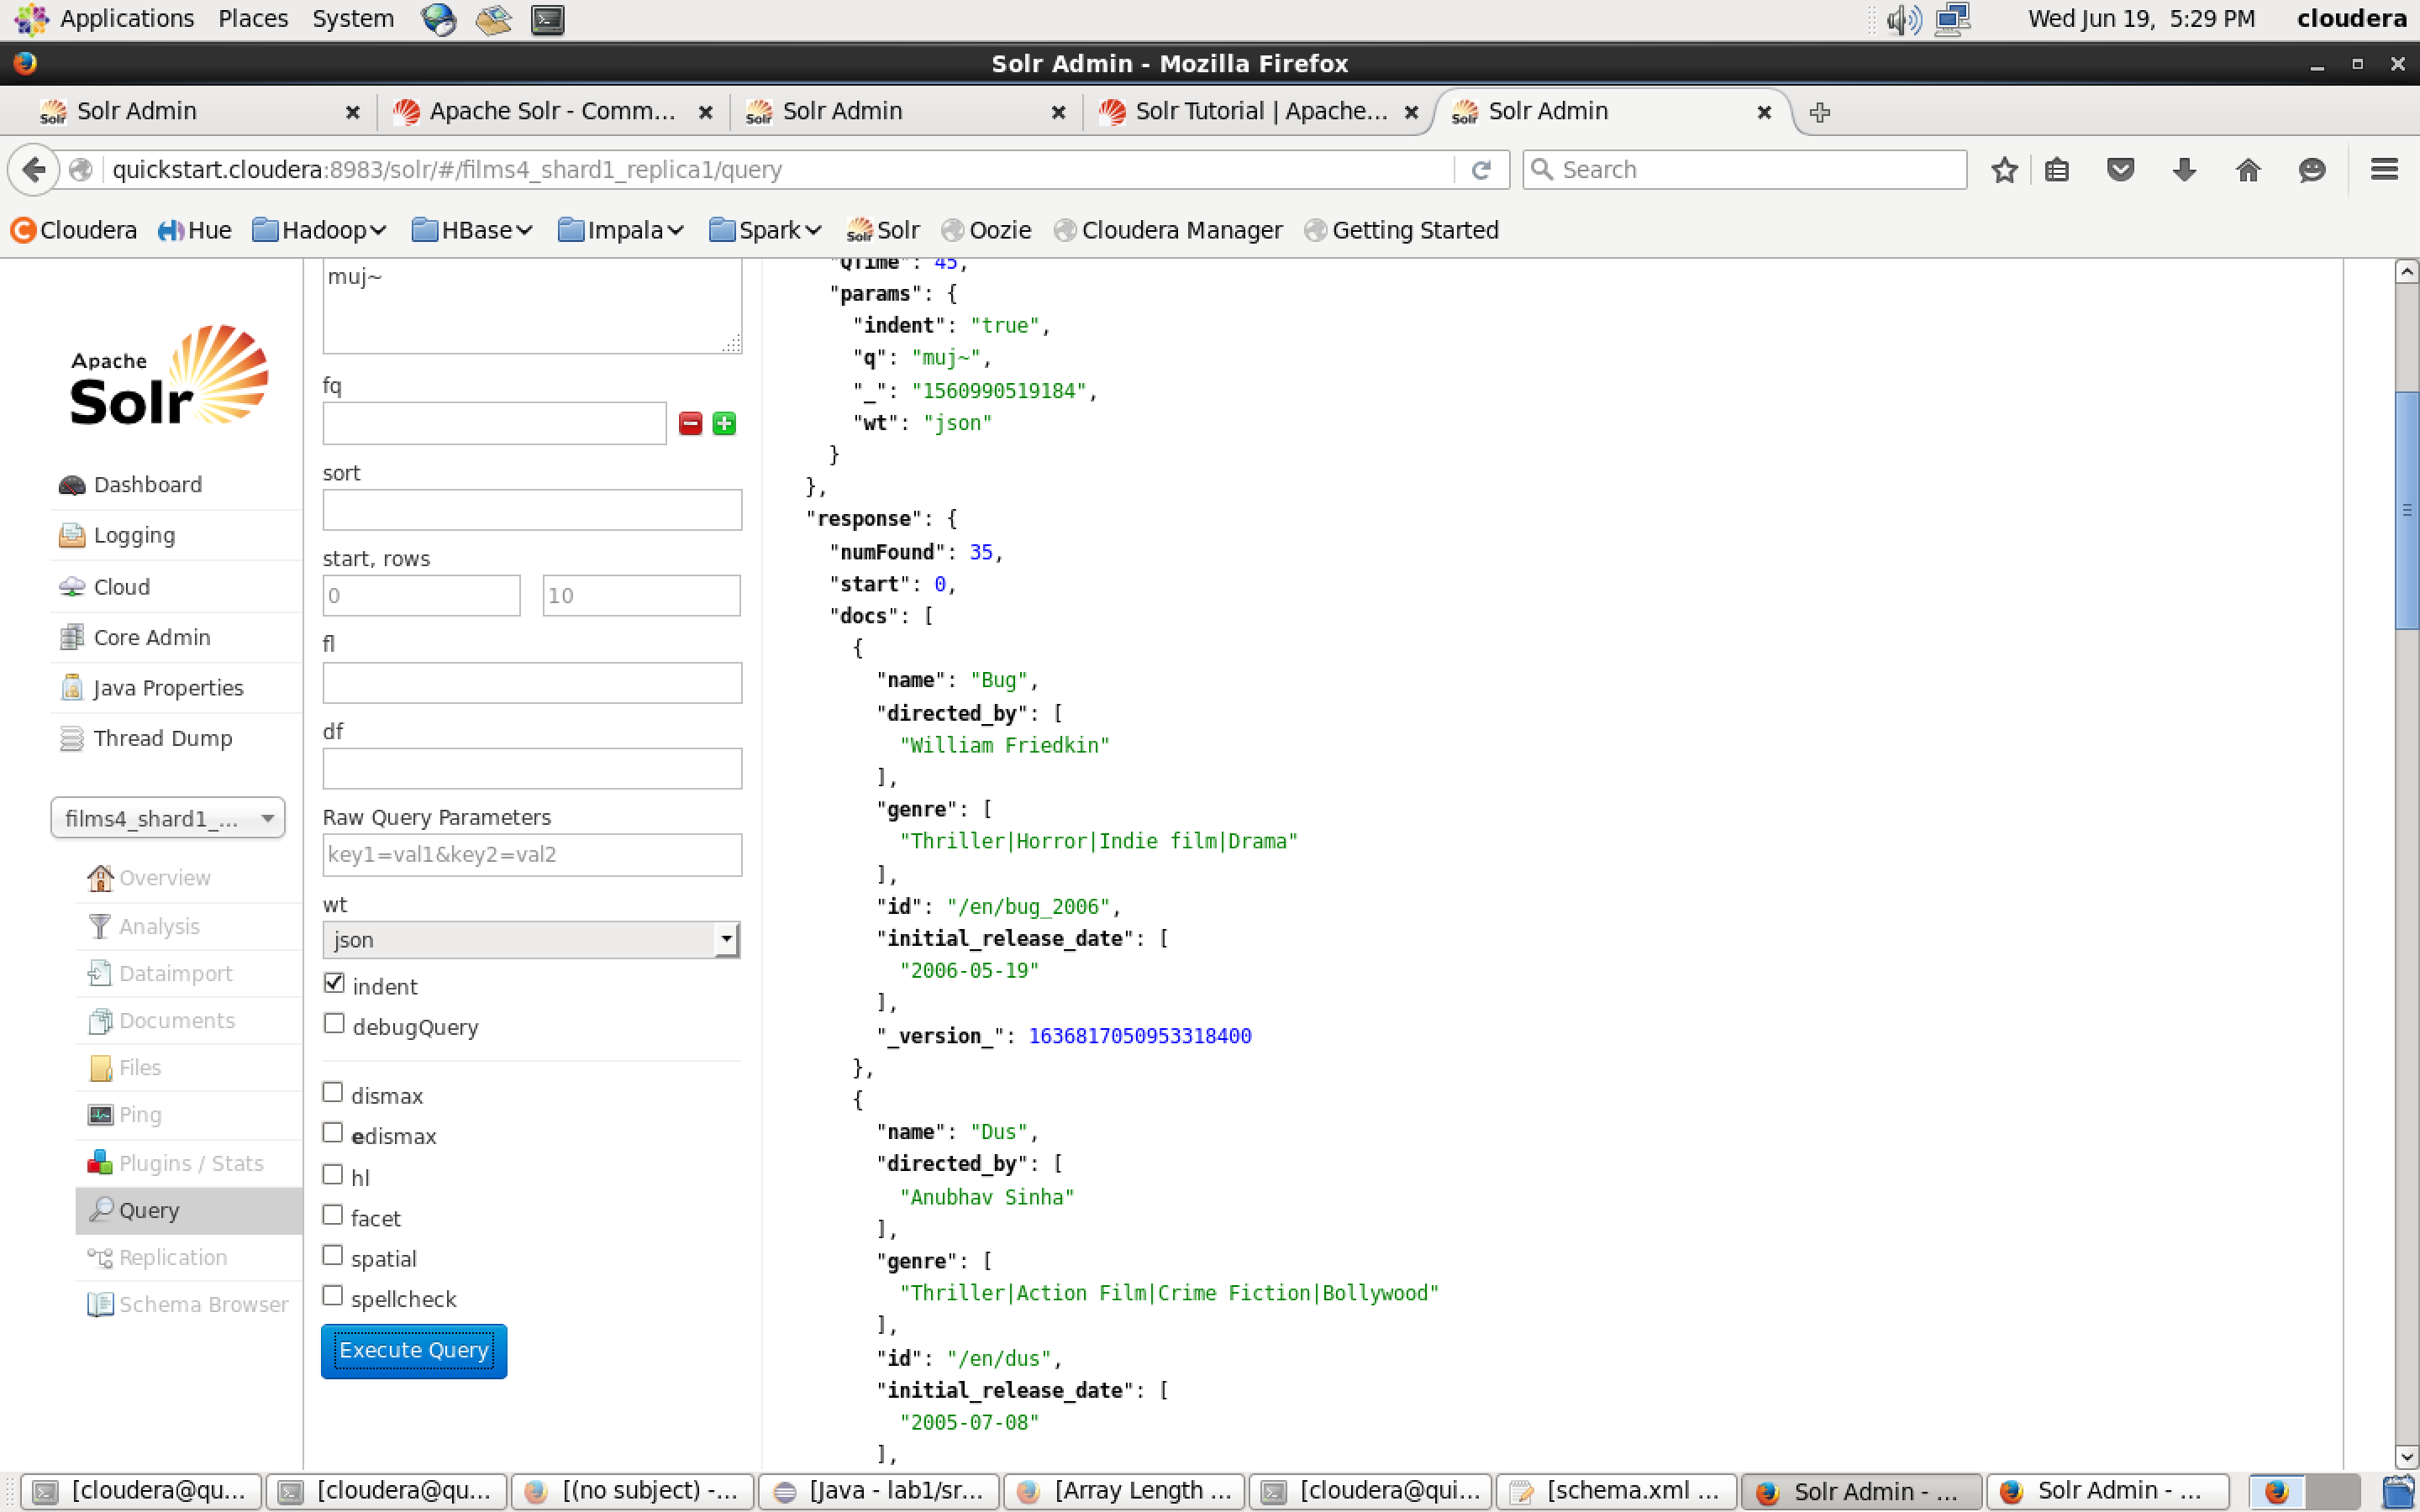 Applications Places System Wed Jun 19, 5:29 PM cloudera
Solr Admin - Mozilla Firefox
Solr Admin Apache Solr - Comm... Solr Admin Solr Tutorial | Apache... Solr Admin
quickstart.cloudera:8983/solr/#/films4_shard1_replica1/query Search
Cloudera Hue Hadoop HBase Impala Spark Solr Oozie Cloudera Manager Getting Started
Apache
Solr
Dashboard
Logging
Cloud
Core Admin
Java Properties
Thread Dump
films4_shard1_...
Overview
Analysis
Dataimport
Documents
Files
Ping
Plugins / Stats
Query
Replication
Schema Browser
muj~
fq
sort
start, rows
0 10
fl
df
Raw Query Parameters
key1=val1&key2=val2
wt
json
indent
debugQuery
dismax
edismax
hl
facet
spatial
spellcheck
Execute Query
"QTime": 45,
"params": {
"indent": "true",
"q": "muj~",
"_": "1560990519184",
"wt": "json"
}
},
"response": {
"numFound": 35,
"start": 0,
"docs": [
{
"name": "Bug",
"directed_by": [
"William Friedkin"
],
"genre": [
"Thriller|Horror|Indie film|Drama"
],
"id": "/en/bug_2006",
"initial_release_date": [
"2006-05-19"
],
"_version_": 1636817050953318400
},
{
"name": "Dus",
"directed_by": [
"Anubhav Sinha"
],
"genre": [
"Thriller|Action Film|Crime Fiction|Bollywood"
],
"id": "/en/dus",
"initial_release_date": [
"2005-07-08"
],
[cloudera@qu... [cloudera@qu... [(no subject) -... [Java - lab1/sr... [Array Length ... [cloudera@qui... [schema.xml ... Solr Admin - ... Solr Admin - ...